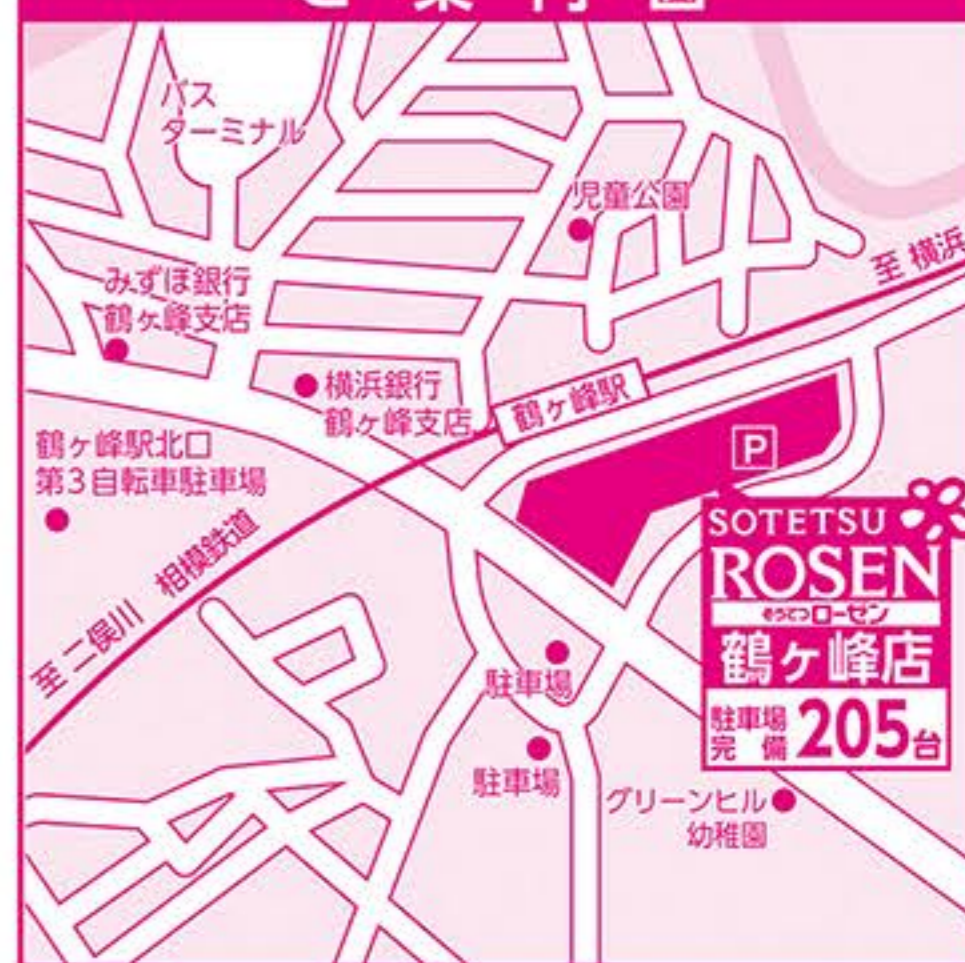 ご案内図
バス
ターミナル
児童公園
至 横浜
みずほ銀行
鶴ヶ峰支店
横浜銀行
鶴ヶ峰支店
鶴ヶ峰駅
鶴ヶ峰駅北口
第3自転車駐車場
P
相模鉄道
至 二俣川
SOTETSU
ROSEN
そうてつローゼン
鶴ヶ峰店
駐車場
完備
205台
駐車場
駐車場
グリーンヒル
幼稚園